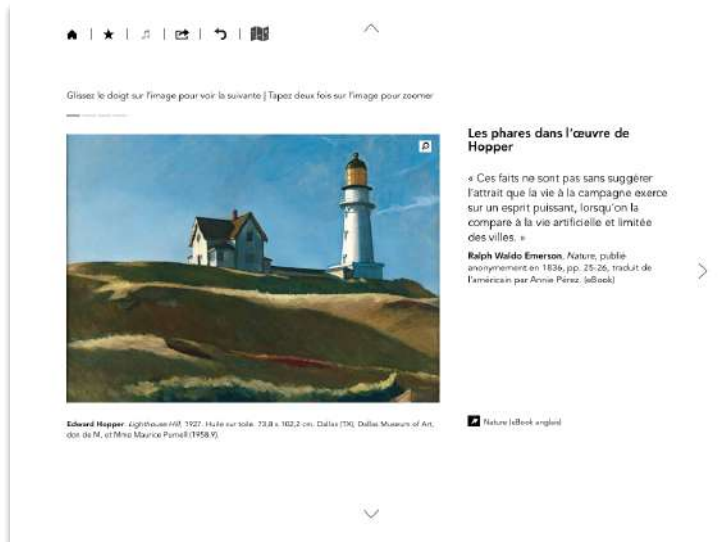 Glissez le doigt sur l'image pour voir la suivante | Tapez deux fois sur l'image pour zoomer
Les phares dans l'œuvre de
Hopper
« Ces faits ne sont pas sans suggérer
l'attrait que la vie à la campagne exerce
sur un esprit puissant, lorsqu'on la
compare à la vie artificielle et limitée
des villes. »
Ralph Waldo Emerson, Nature, publié
anonymement en 1836, pp. 25-26, traduit de
l'américain par Annie Pérez. (eBook)
Edward Hopper. Lighthouse Hill, 1927. Huile sur toile. 73,8 x 102,2 cm. Dallas (TX), Dallas Museum of Art,
don de M. et Mme Maurice Purnell (1958.9).
Nature (eBook anglais)